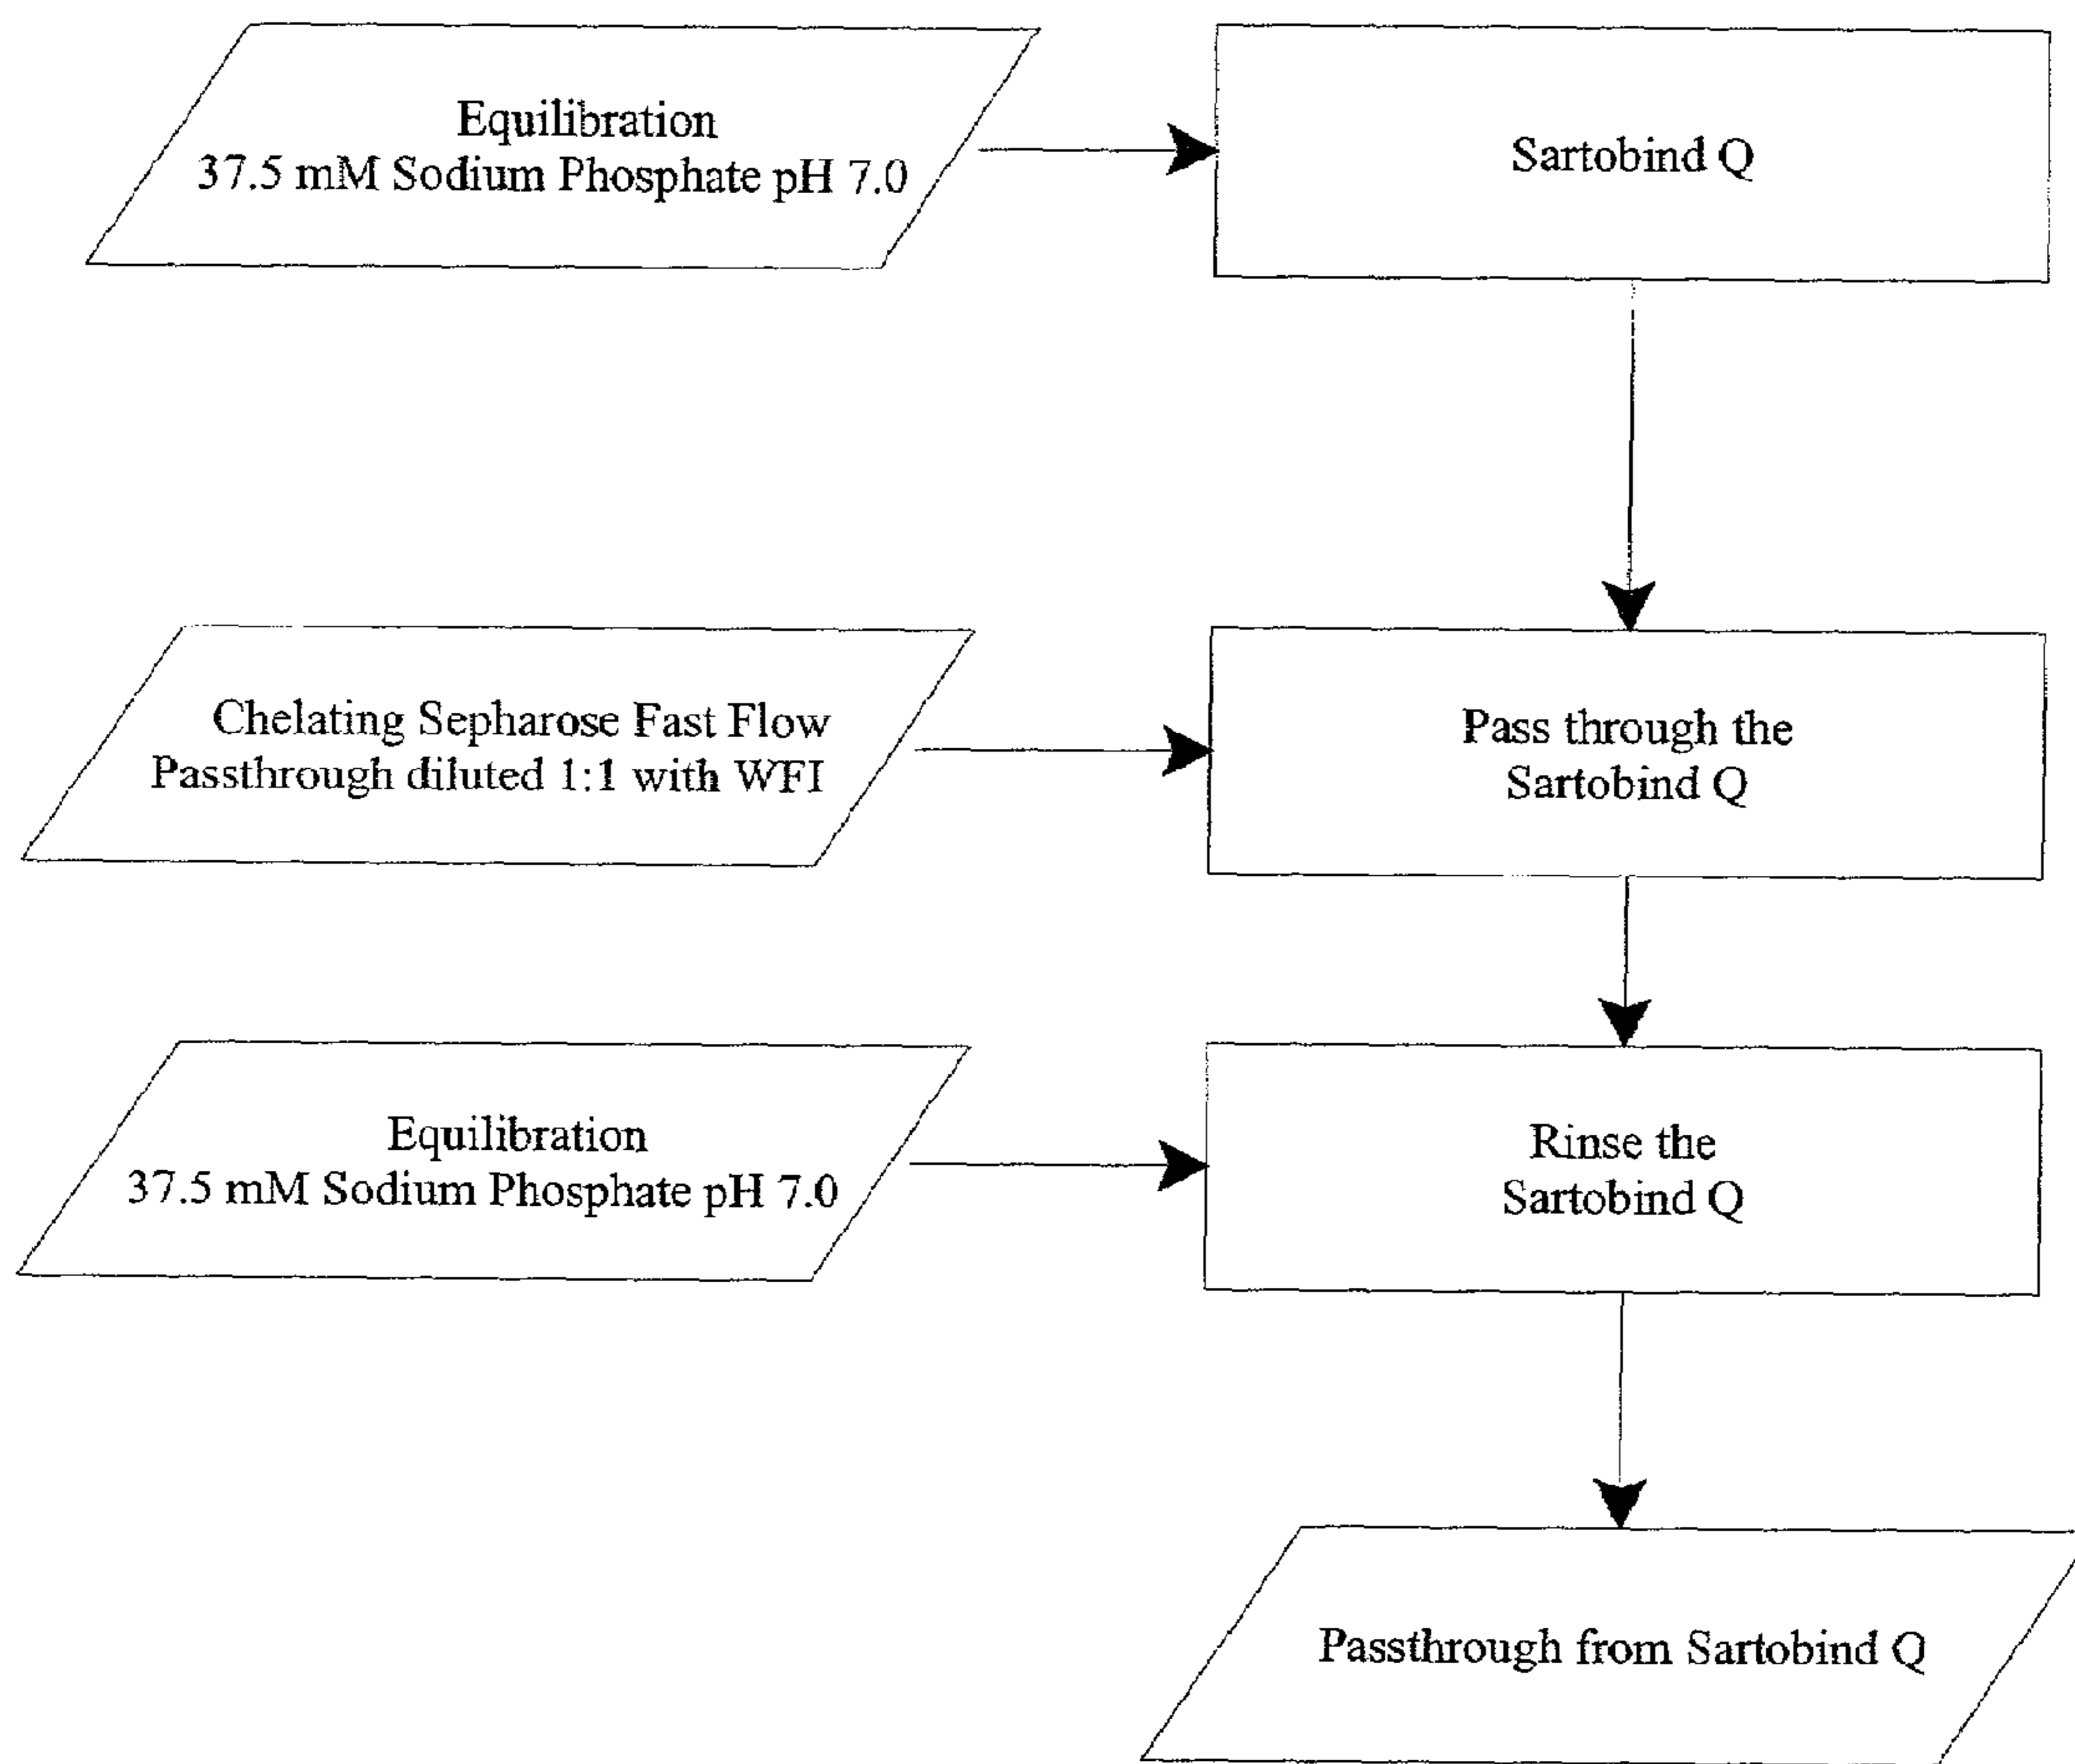 Equilibration
37.5 mM Sodium Phosphate pH 7.0
Sartobind Q
Chelating Sepharose Fast Flow
Passthrough diluted 1:1 with WFI
Pass through the
Sartobind Q
Equilibration
37.5 mM Sodium Phosphate pH 7.0
Rinse the
Sartobind Q
Passthrough from Sartobind Q